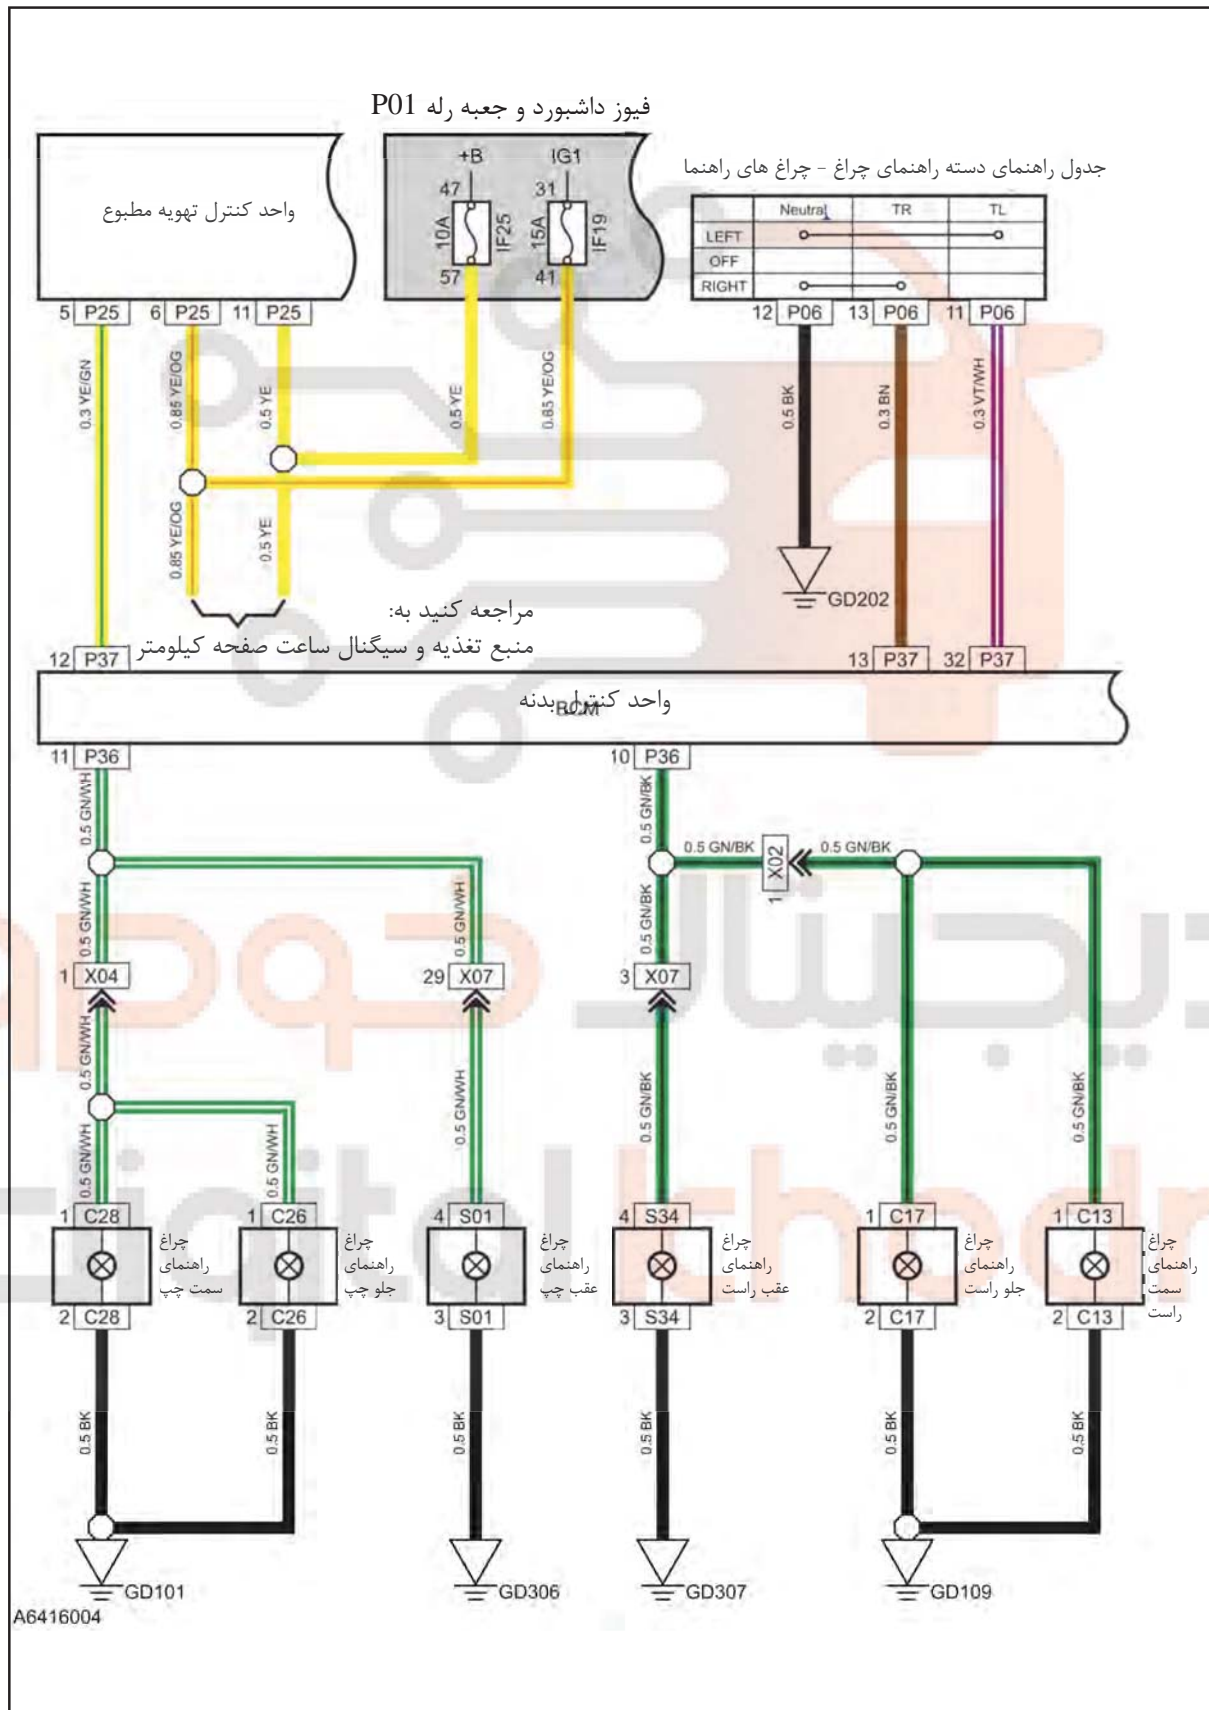 فیوز داشبورد و جعبه رله P01
واحد کنترل تهویه مطبوع
+B
IG1
47
31
10A
IF25
15A
IF19
57
41
جدول راهنمای دسته راهنمای چراغ - چراغ های راهنما
Neutral TR TL
LEFT
OFF
RIGHT
5 P25
6 P25
11 P25
12 P06
13 P06
11 P06
0.3 YE/GN
0.85 YE/OG
0.5 YE
0.5 YE
0.85 YE/OG
0.5 BK
0.3 BN
0.3 VT/WH
0.85 YE/OG
0.5 YE
GD202
مراجعه کنید به:
منبع تغذیه و سیگنال ساعت صفحه کیلومتر
12 P37
13 P37
32 P37
واحد کنترل بدنه
BCM
11 P36
10 P36
0.5 GN/WH
0.5 GN/BK
0.5 GN/BK
1 X02
0.5 GN/BK
0.5 GN/WH
0.5 GN/WH
0.5 GN/BK
1 X04
29 X07
3 X07
دیجیتال خودرو
0.5 GN/WH
0.5 GN/WH
0.5 GN/BK
0.5 GN/BK
0.5 GN/BK
0.5 GN/WH
0.5 GN/WH
1 C28
1 C26
4 S01
4 S34
1 C17
1 C13
چراغ
راهنمای
سمت چپ
چراغ
راهنمای
جلو چپ
چراغ
راهنمای
عقب چپ
چراغ
راهنمای
عقب راست
چراغ
راهنمای
جلو راست
چراغ
راهنمای
سمت
راست
2 C28
2 C26
3 S01
3 S34
2 C17
2 C13
0.5 BK
0.5 BK
0.5 BK
0.5 BK
0.5 BK
0.5 BK
GD101
GD306
GD307
GD109
A6416004